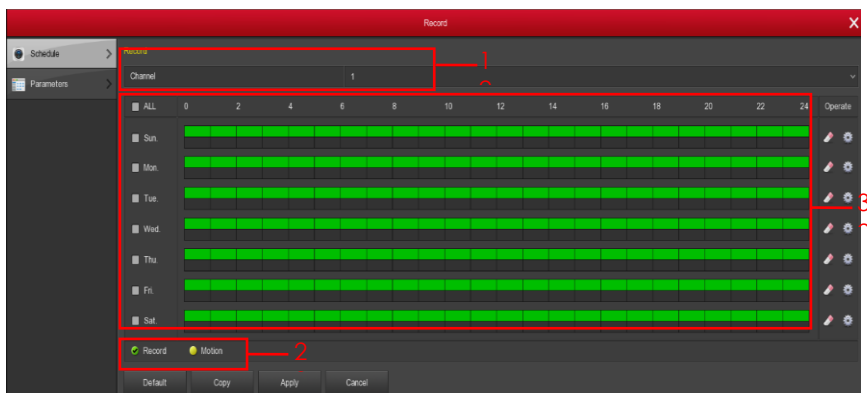 Record X
Schedule
Record
1
Parameters
Channel 1
ALL 0 2 4 6 8 10 12 14 16 18 20 22 24 Operate
Sun.
Mon.
Tue.
3
Wed.
Thu.
Fri.
Sat.
Record Motion 2
Default Copy Apply Cancel